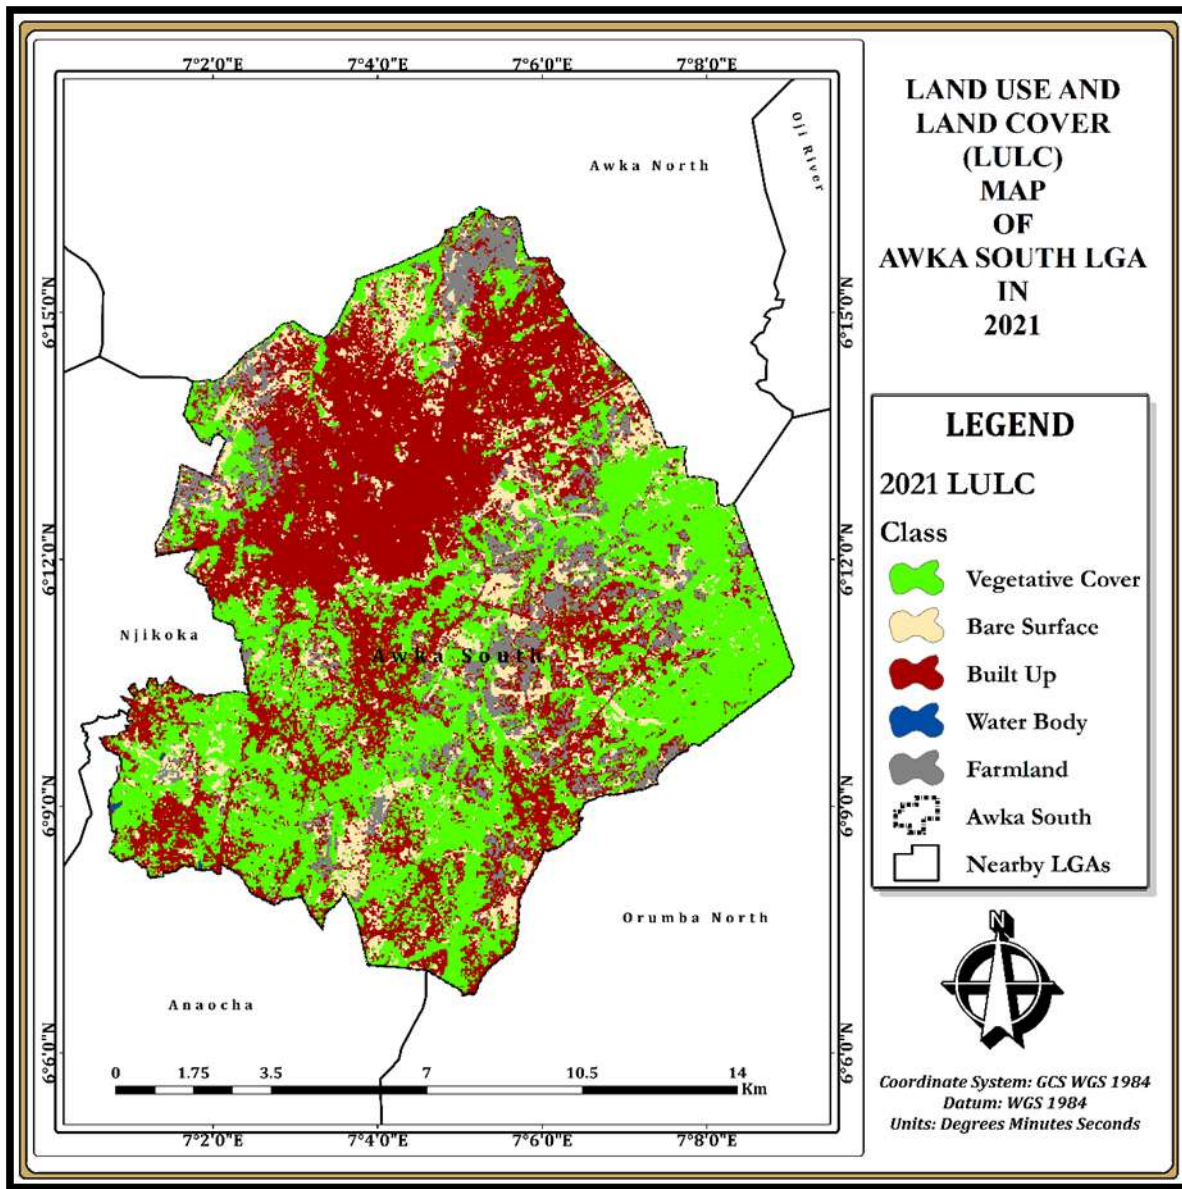 7°2'0"E 7°4'0"E 7°6'0"E 7°8'0"E
LAND USE AND
LAND COVER
(LULC)
MAP
OF
AWKA SOUTH LGA
IN
2021
Oji River
Awka North
6°15'0"N 6°15'0"N
6°12'0"N 6°12'0"N
Njikoka
Awka South
6°9'0"N 6°9'0"N
Orumba North
Anaocha
6°6'0"N 6°6'0"N
0 1.75 3.5 7 10.5 14
Km
7°2'0"E 7°4'0"E 7°6'0"E 7°8'0"E
LEGEND
2021 LULC
Class
Vegetative Cover
Bare Surface
Built Up
Water Body
Farmland
Awka South
Nearby LGAs
N
Coordinate System: GCS WGS 1984
Datum: WGS 1984
Units: Degrees Minutes Seconds